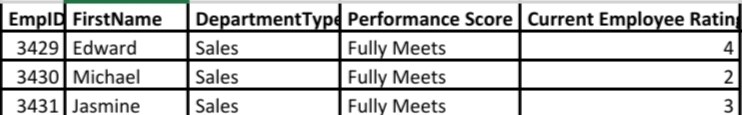 EmpID FirstName DepartmentType Performance Score Current Employee Rating
3429 Edward Sales Fully Meets 4
3430 Michael Sales Fully Meets 2
3431 Jasmine Sales Fully Meets 3